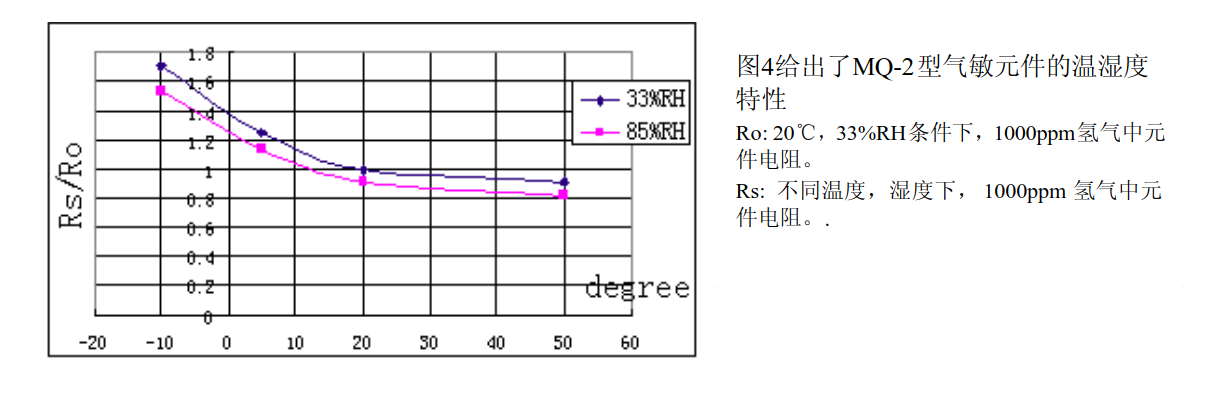 1.8
1.6
1.4
1.2
1
0.8
0.6
0.4
0.2
0
Rs/Ro
33%RH
85%RH
degree
-20 -10 0 10 20 30 40 50 60
图4给出了MQ-2型气敏元件的温湿度
特性
Ro: 20℃，33%RH条件下，1000ppm氢气中元
件电阻。
Rs: 不同温度，湿度下， 1000ppm 氢气中元
件电阻。.